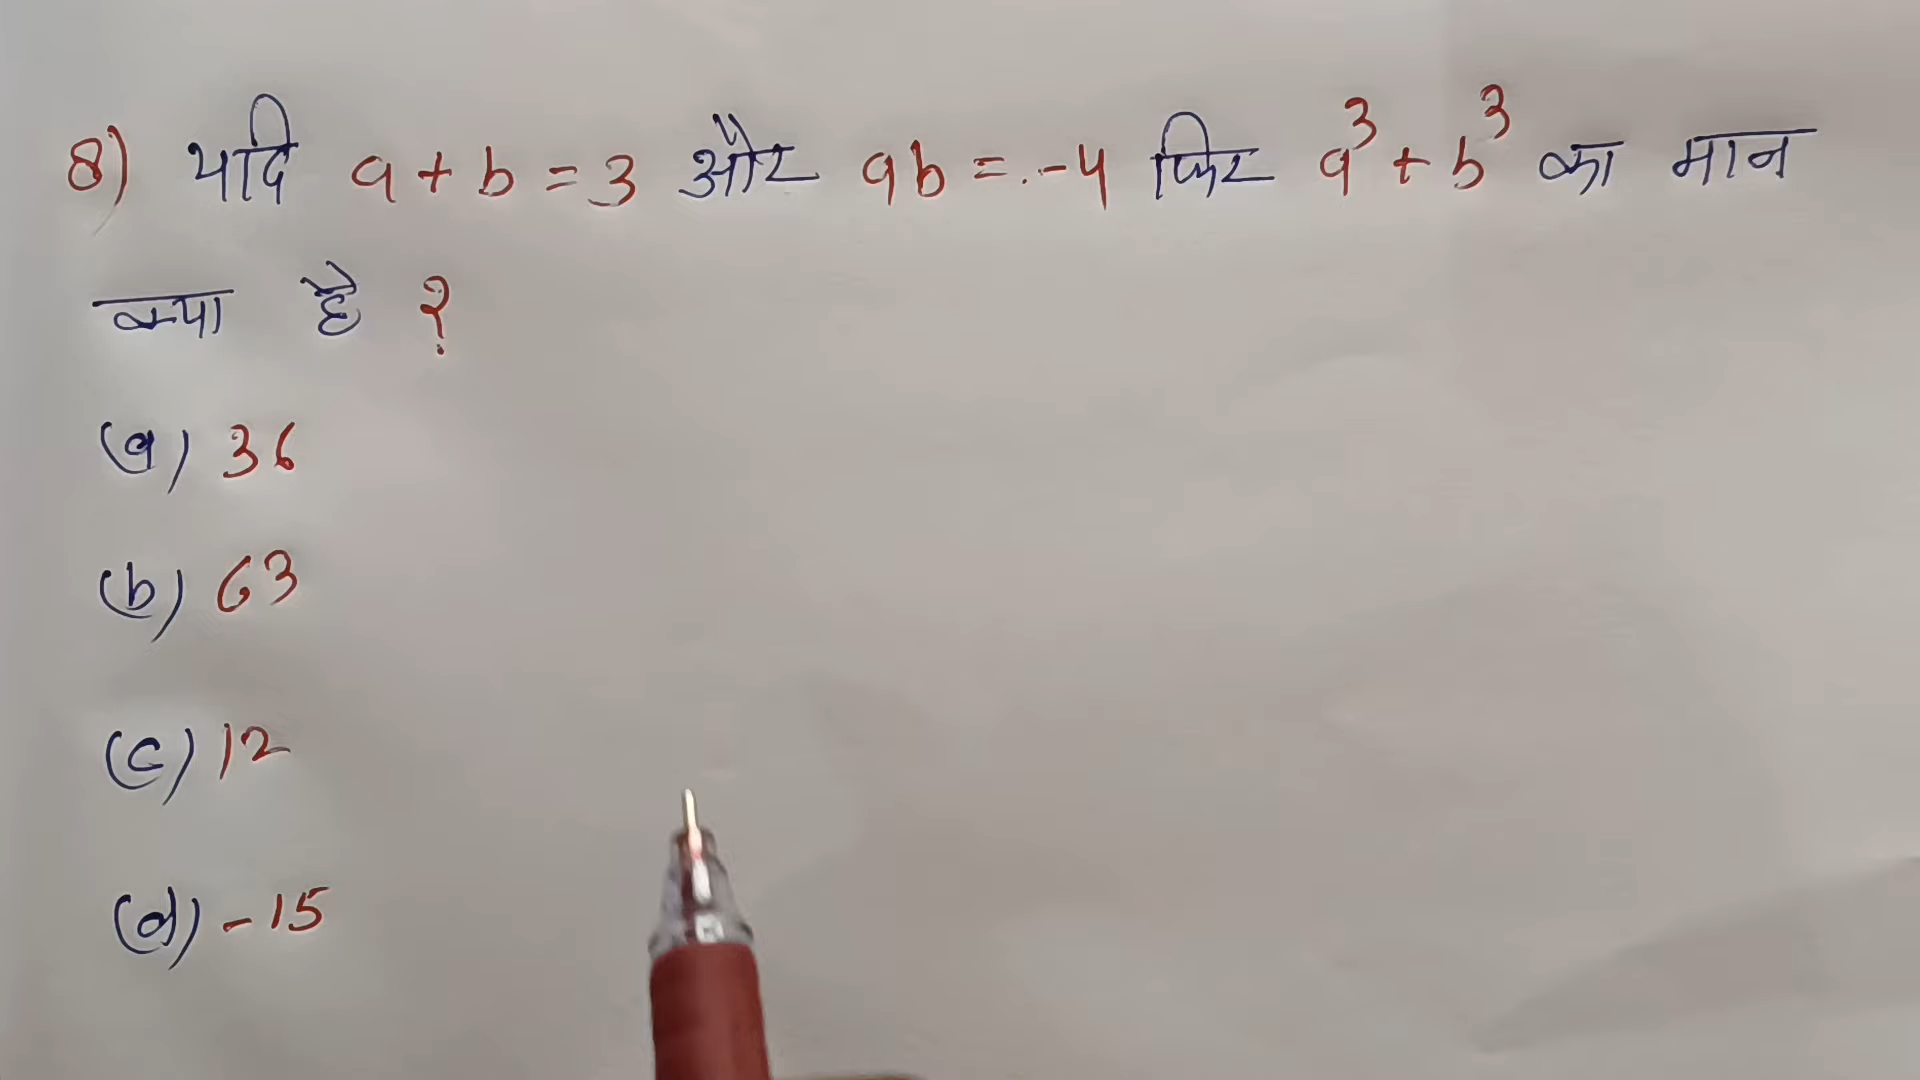 8) यदि a + b = 3 और ab = -4 फिर a³ + b³ का मान
क्या है ?
(a) 36
(b) 63
(c) 12
(d) -15